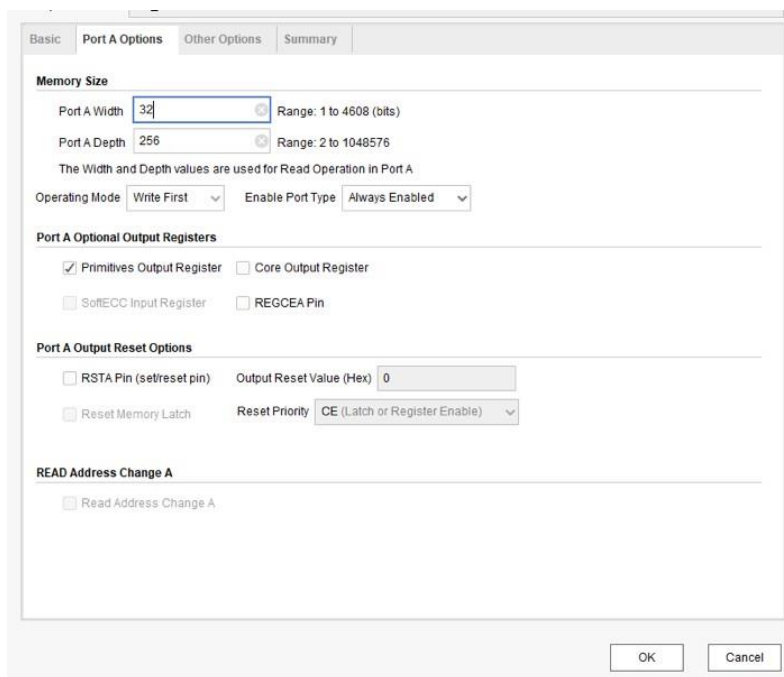 Basic Port A Options Other Options Summary
Memory Size
Port A Width 32 Range: 1 to 4608 (bits)
Port A Depth 256 Range: 2 to 1048576
The Width and Depth values are used for Read Operation in Port A
Operating Mode Write First Enable Port Type Always Enabled
Port A Optional Output Registers
Primitives Output Register Core Output Register
SoftECC Input Register REGCEA Pin
Port A Output Reset Options
RSTA Pin (set/reset pin) Output Reset Value (Hex) 0
Reset Memory Latch Reset Priority CE (Latch or Register Enable)
READ Address Change A
Read Address Change A
OK Cancel